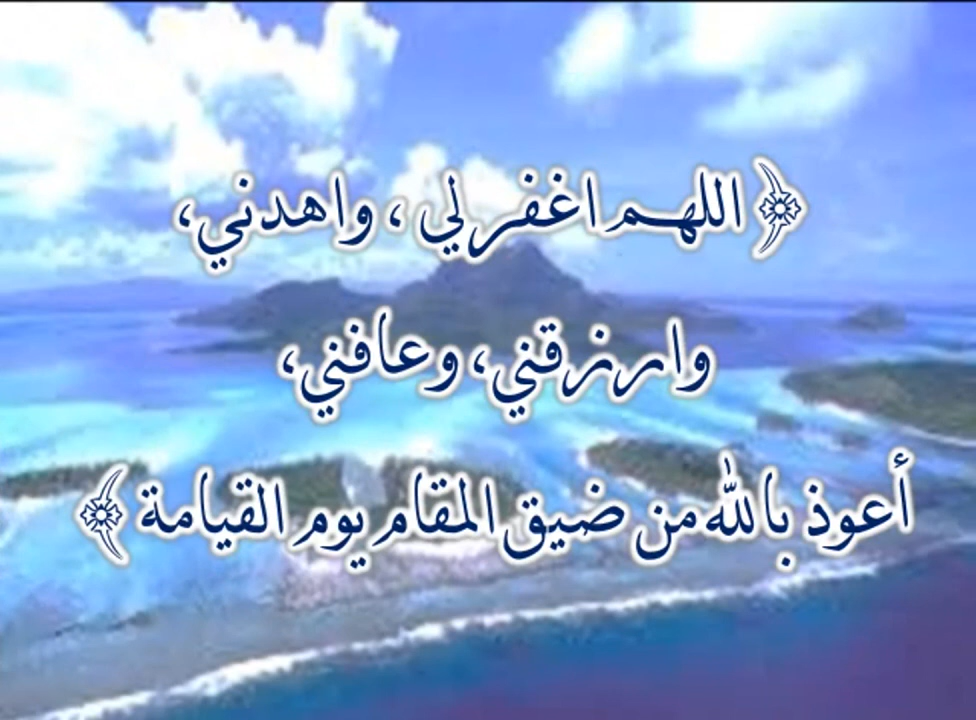 ﴿ اللهم اغفر لي ، واهدني،
وارزقني، وعافني،
أعوذ بالله من ضيق المقام يوم القيامة ﴾